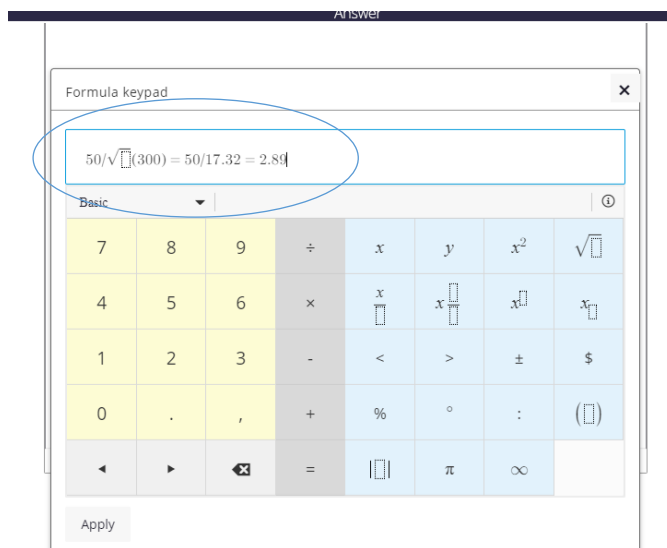 Answer
Formula keypad ×
50/√▯(300) = 50/17.32 = 2.89
Basic
7 8 9 ÷ x y x² √▯
4 5 6 × x/▯ x▯/▯ x^▯ x_▯
1 2 3 - < > ± $
0 . , + % ° : (▯)
= |▯| π ∞
Apply